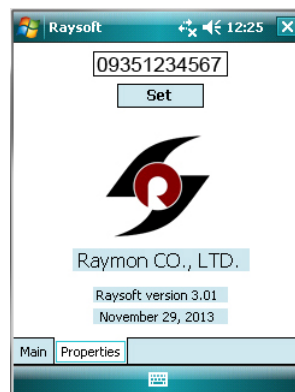 Raysoft 12:25
09351234567
Set
R
Raymon CO., LTD.
Raysoft version 3.01
November 29, 2013
Main Properties